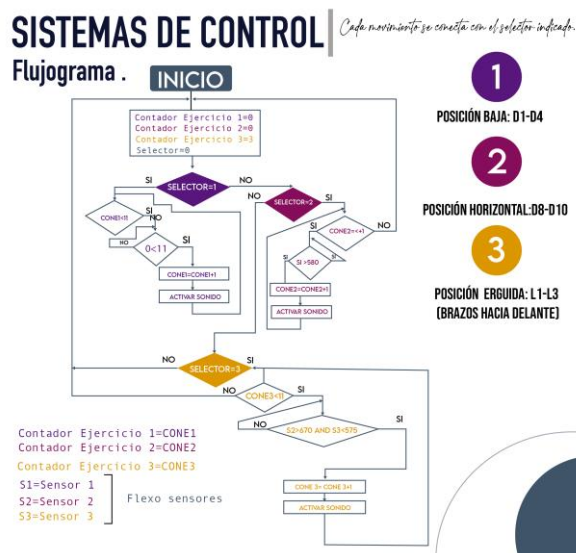 SISTEMAS DE CONTROL
Cada movimiento se conecta con el selector indicado.
Flujograma .
INICIO
Contador Ejercicio 1=0
Contador Ejercicio 2=0
Contador Ejercicio 3=3
Selector=0
SI
SELECTOR=1
NO
SELECTOR=2
SI
NO
CONE1<11
SI
NO
NO
0<11
SI
CONE1=CONE1+1
ACTIVAR SONIDO
CONE2=<+1
NO
SI
SI >580
SI
CONE2=CONE2+1
ACTIVAR SONIDO
1
POSICIÓN BAJA: D1-D4
2
POSICIÓN HORIZONTAL:D8-D10
3
POSICIÓN ERGUIDA: L1-L3
(BRAZOS HACIA DELANTE)
NO
SELECTOR=3
SI
NO
CONE3<11
SI
NO
S2>670 AND S3<575
SI
CONE 3= CONE 3+1
ACTIVAR SONIDO
Contador Ejercicio 1=CONE1
Contador Ejercicio 2=CONE2
Contador Ejercicio 3=CONE3
S1=Sensor 1
S2=Sensor 2
S3=Sensor 3
Flexo sensores